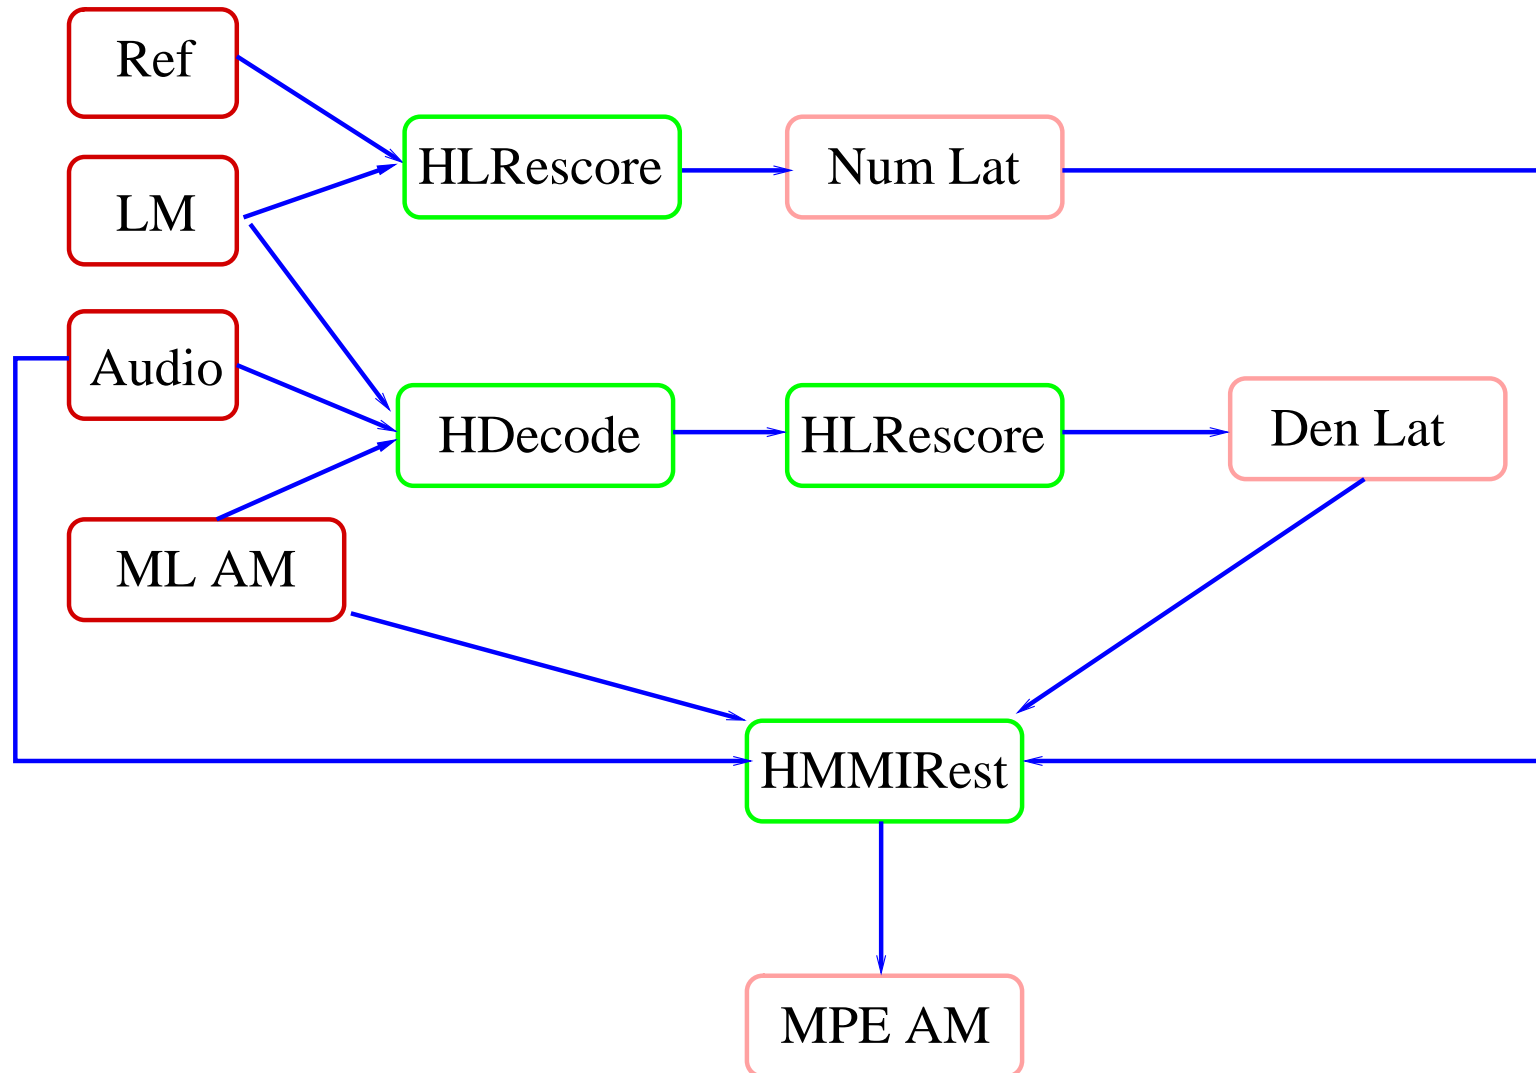 Ref
LM
Audio
ML AM
HLRescore
Num Lat
HDecode
HLRescore
Den Lat
HMMIRest
MPE AM